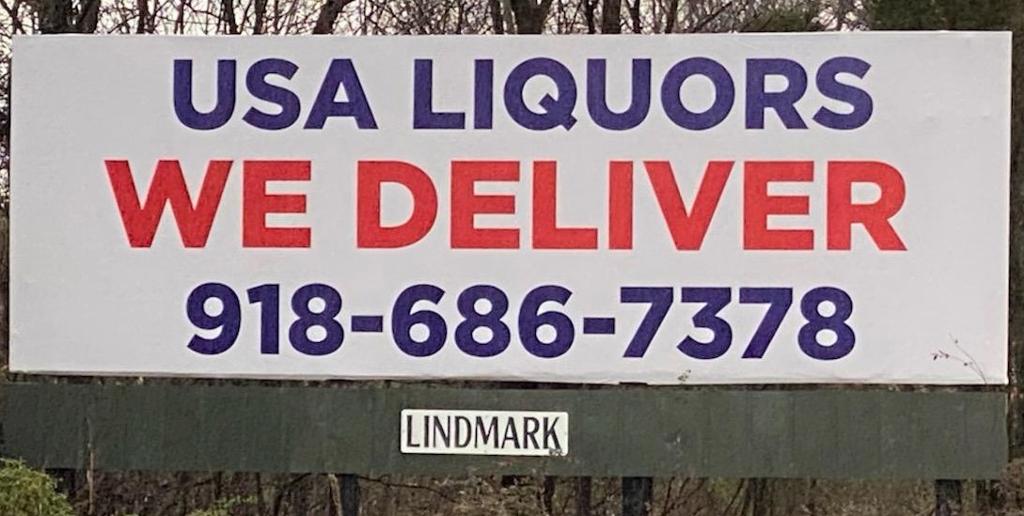 USA LIQUORS
WE DELIVER
918-686-7378
LINDMARK